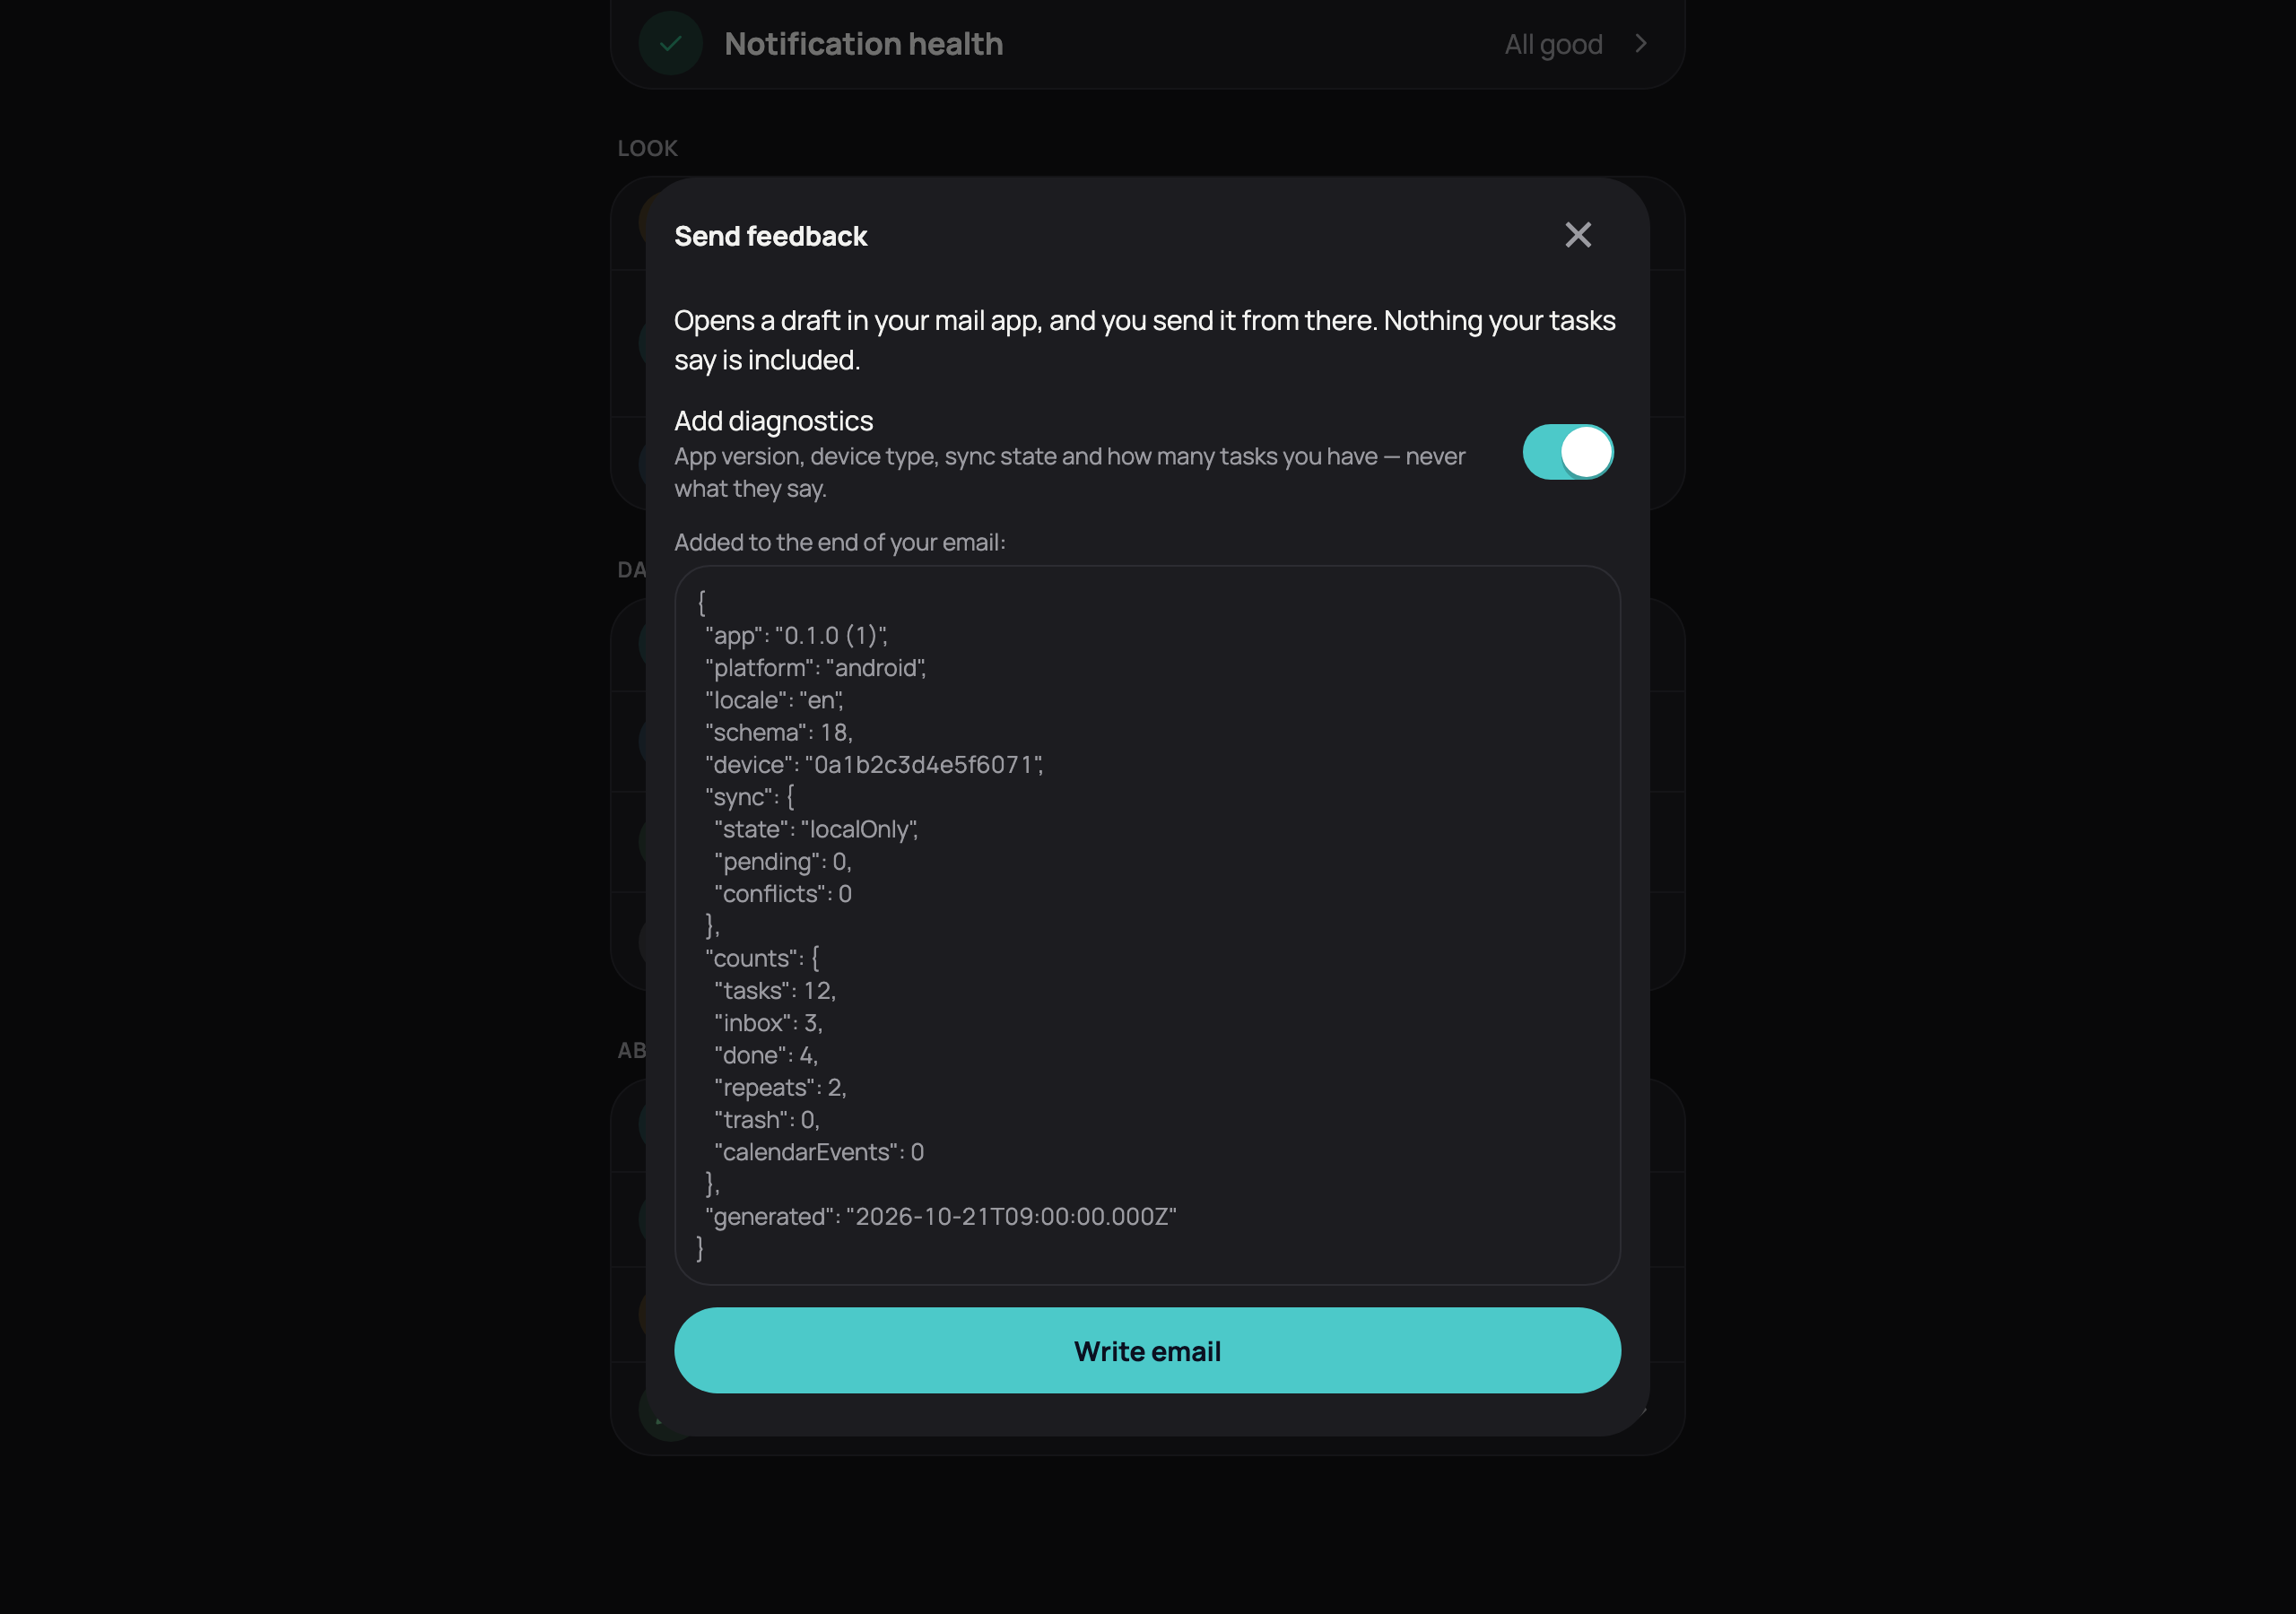 Notification health
All good
LOOK
Send feedback
Opens a draft in your mail app, and you send it from there. Nothing your tasks
say is included.
Add diagnostics
App version, device type, sync state and how many tasks you have — never
what they say.
Added to the end of your email:
DA
{
"app": "0.1.0 (1)",
"platform": "android",
"locale": "en",
"schema": 18,
"device": "0a1b2c3d4e5f6071",
"sync": {
"state": "localOnly",
"pending": 0,
"conflicts": 0
},
"counts": {
"tasks": 12,
"inbox": 3,
"done": 4,
"repeats": 2,
"trash": 0,
"calendarEvents": 0
},
"generated": "2026-10-21T09:00:00.000Z"
}
AB
Write email